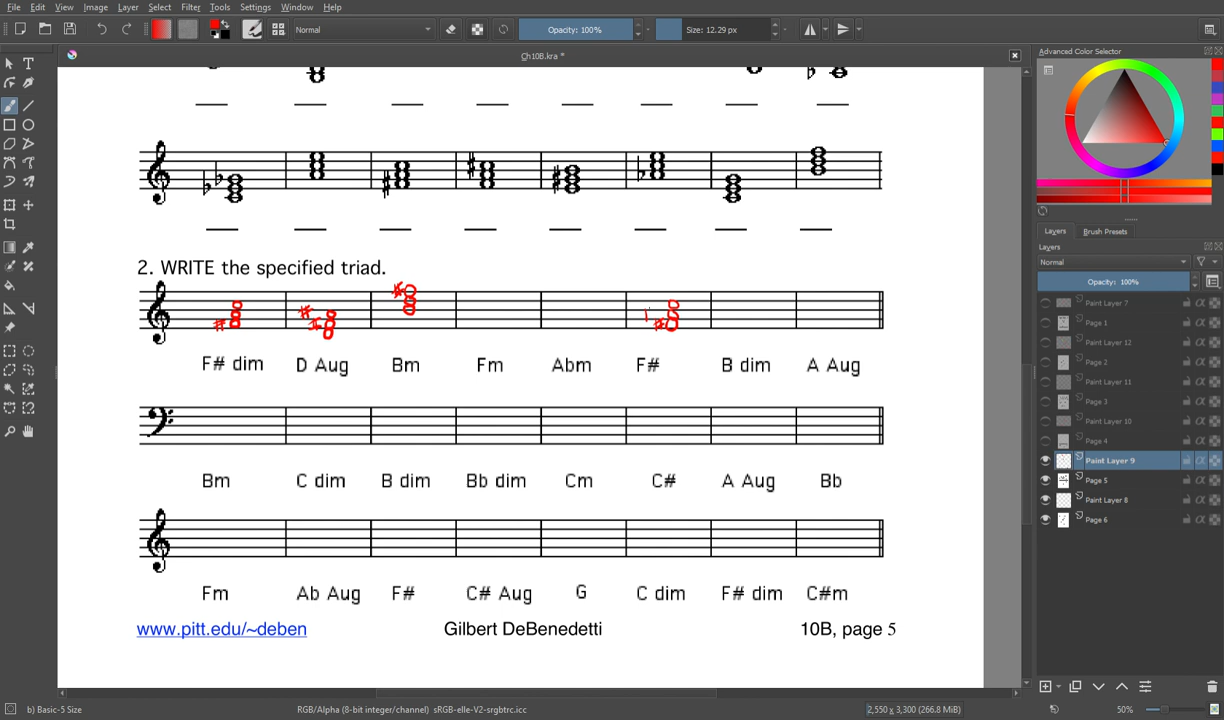 File Edit View Image Layer Select Filter Tools Settings Window Help
Normal Opacity: 100% Size: 12.29 px
Ch10B.kra *
Advanced Color Selector
Layers Brush Presets
Layers
Normal
Opacity: 100%
Paint Layer 7
Page 1
Paint Layer 12
Page 2
Paint Layer 11
Page 3
Paint Layer 10
Page 4
Paint Layer 9
Page 5
Paint Layer 8
Page 6
2. WRITE the specified triad.
F# dim D Aug Bm Fm Abm F# B dim A Aug
Bm C dim B dim Bb dim Cm C# A Aug Bb
Fm Ab Aug F# C# Aug G C dim F# dim C#m
www.pitt.edu/~deben Gilbert DeBenedetti 10B, page 5
b) Basic-5 Size RGB/Alpha (8-bit integer/channel) sRGB-elle-V2-srgbtrc.icc 2,550 x 3,300 (266.8 MiB) 50%